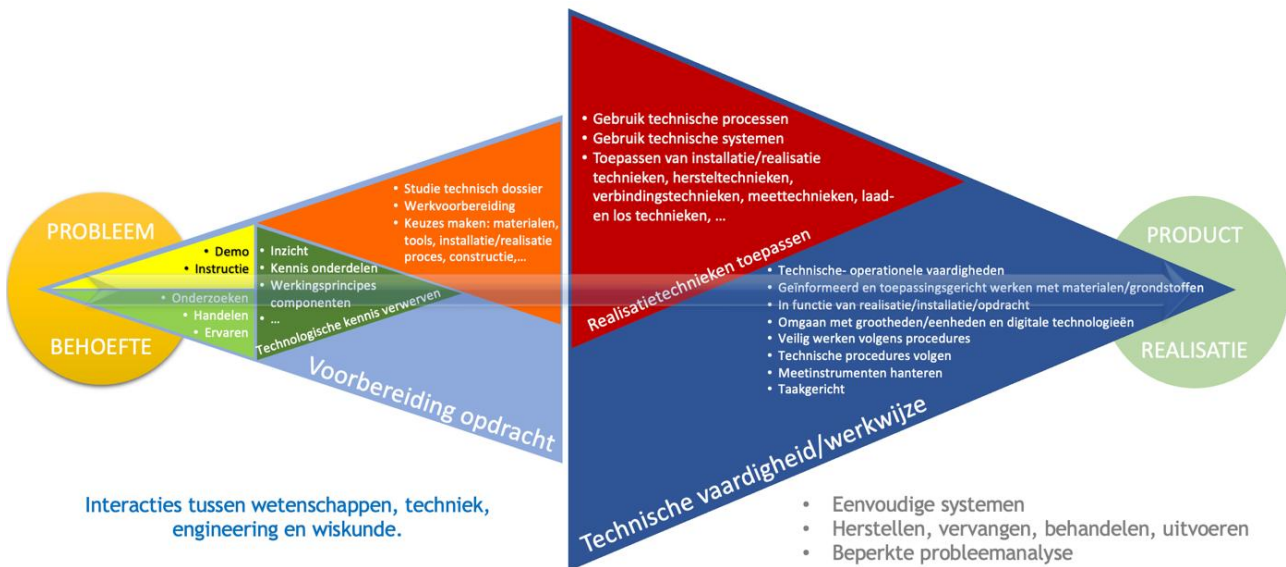 PROBLEEM
BEHOEFTE
• Demo
• Instructie
• Onderzoeken
• Handelen
• Ervaren
• Inzicht
• Kennis onderdelen
• Werkingsprincipes
componenten
• ...
Technologische kennis verwerven
• Studie technisch dossier
• Werkvoorbereiding
• Keuzes maken: materialen,
tools, installatie/realisatie
proces, constructie,...
Voorbereiding opdracht
• Gebruik technische processen
• Gebruik technische systemen
• Toepassen van installatie/realisatie
technieken, hersteltechnieken,
verbindingstechnieken, meettechnieken, laad-
en los technieken, ...
Realisatietechnieken toepassen
• Technische- operationele vaardigheden
• Geïnformeerd en toepassingsgericht werken met materialen/grondstoffen
• In functie van realisatie/installatie/opdracht
• Omgaan met grootheden/eenheden en digitale technologieën
• Veilig werken volgens procedures
• Technische procedures volgen
• Meetinstrumenten hanteren
• Taakgericht
Technische vaardigheid/werkwijze
PRODUCT
REALISATIE
Interacties tussen wetenschappen, techniek,
engineering en wiskunde.
• Eenvoudige systemen
• Herstellen, vervangen, behandelen, uitvoeren
• Beperkte probleemanalyse